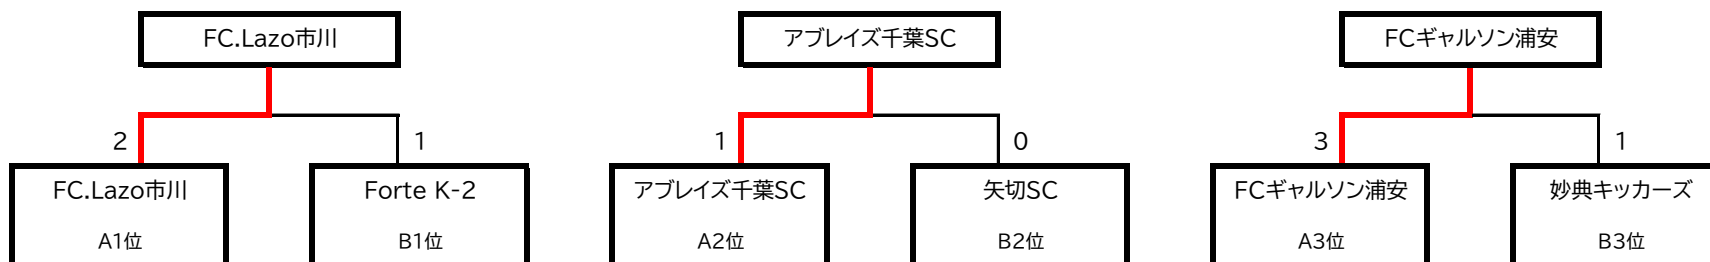 FC.Lazo市川
アブレイズ千葉SC
FCギャルソン浦安
2
1
1
0
3
1
FC.Lazo市川
Forte K-2
アブレイズ千葉SC
矢切SC
FCギャルソン浦安
妙典キッカーズ
A1位
B1位
A2位
B2位
A3位
B3位